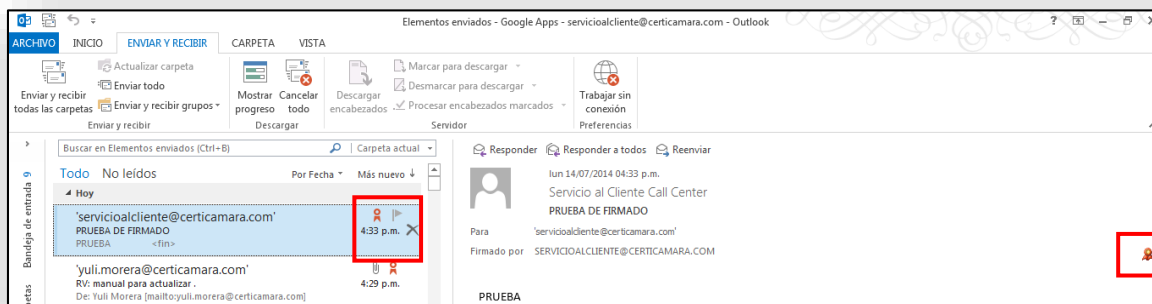 Elementos enviados - Google Apps - servicioalcliente@certicamara.com - Outlook
ARCHIVO INICIO ENVIAR Y RECIBIR CARPETA VISTA
Enviar y recibir todas las carpetas
Actualizar carpeta
Enviar todo
Enviar y recibir grupos
Enviar y recibir
Mostrar progreso
Cancelar todo
Descargar
Descargar encabezados
Marcar para descargar
Desmarcar para descargar
Procesar encabezados marcados
Servidor
Trabajar sin conexión
Preferencias
Buscar en Elementos enviados (Ctrl+B) Carpeta actual
Todo No leídos Por Fecha Más nuevo
Hoy
'servicioalcliente@certicamara.com'
PRUEBA DE FIRMADO 4:33 p.m.
PRUEBA <fin>
'yuli.morera@certicamara.com'
RV: manual para actualizar . 4:29 p.m.
De: Yuli Morera [mailto:yuli.morera@certicamara.com]
Bandeja de entrada 9
Responder Responder a todos Reenviar
lun 14/07/2014 04:33 p.m.
Servicio al Cliente Call Center
PRUEBA DE FIRMADO
Para 'servicioalcliente@certicamara.com'
Firmado por SERVICIOALCLIENTE@CERTICAMARA.COM
PRUEBA